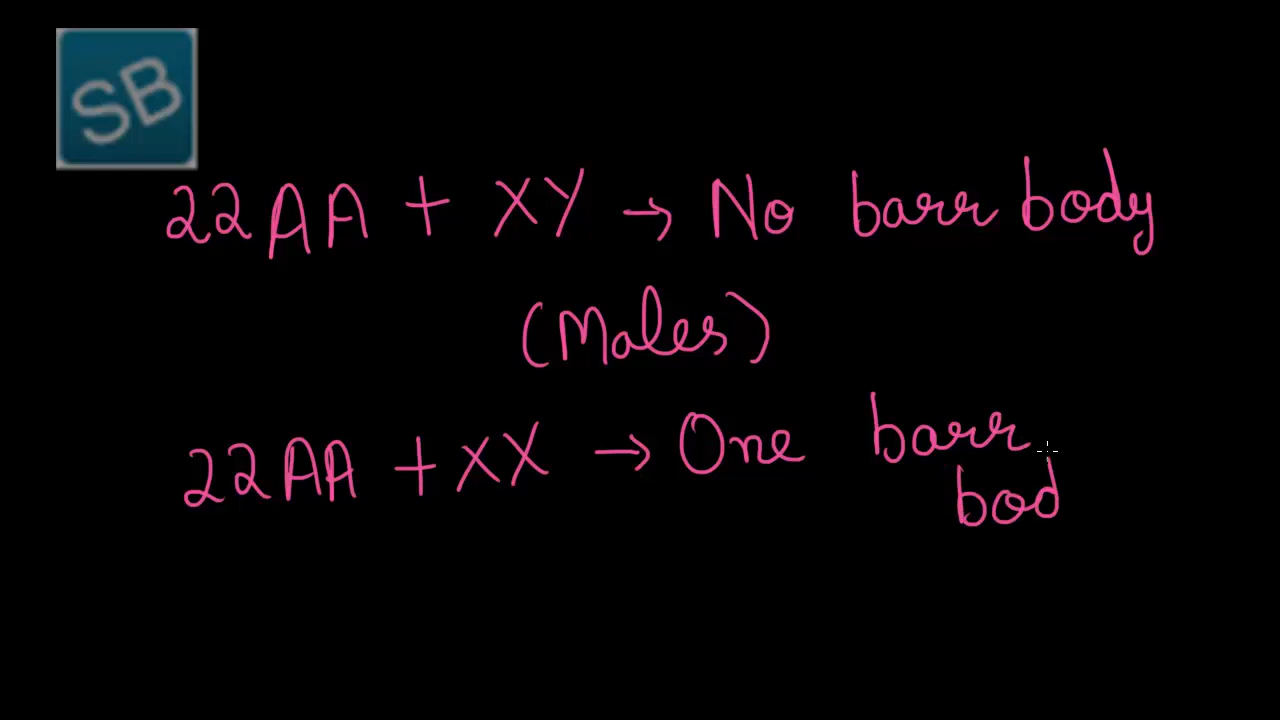 SB
22AA + XY → No barr body
(Males)
22AA + XX → One barr
bod